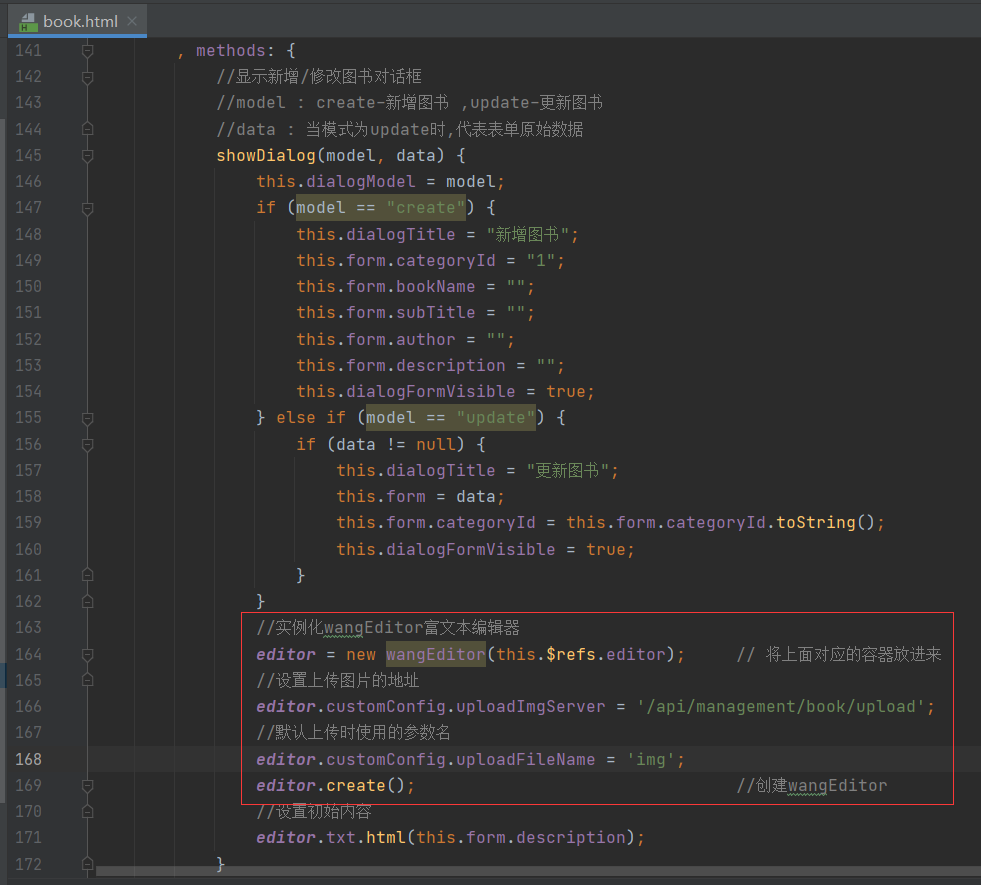 book.html
141 , methods: {
142 //显示新增/修改图书对话框
143 //model : create-新增图书 ,update-更新图书
144 //data : 当模式为update时,代表表单原始数据
145 showDialog(model, data) {
146 this.dialogModel = model;
147 if (model == "create") {
148 this.dialogTitle = "新增图书";
149 this.form.categoryId = "1";
150 this.form.bookName = "";
151 this.form.subTitle = "";
152 this.form.author = "";
153 this.form.description = "";
154 this.dialogFormVisible = true;
155 } else if (model == "update") {
156 if (data != null) {
157 this.dialogTitle = "更新图书";
158 this.form = data;
159 this.form.categoryId = this.form.categoryId.toString();
160 this.dialogFormVisible = true;
161 }
162 }
163 //实例化wangEditor富文本编辑器
164 editor = new wangEditor(this.$refs.editor); // 将上面对应的容器放进来
165 //设置上传图片的地址
166 editor.customConfig.uploadImgServer = '/api/management/book/upload';
167 //默认上传时使用的参数名
168 editor.customConfig.uploadFileName = 'img';
169 editor.create(); //创建wangEditor
170 //设置初始内容
171 editor.txt.html(this.form.description);
172 }